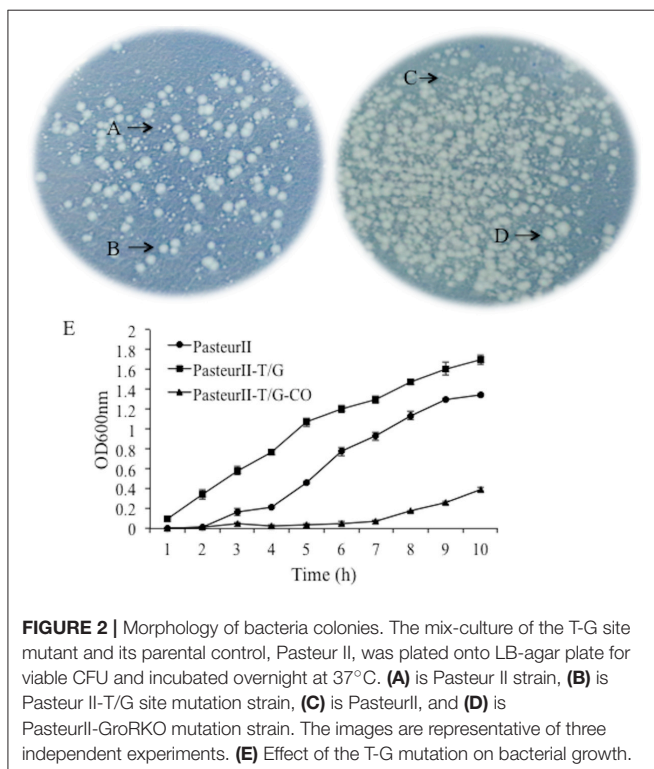 A
B
C
D
E
PasteurII
PasteurII-T/G
PasteurII-T/G-CO
OD600nm
2
1.8
1.6
1.4
1.2
1
0.8
0.6
0.4
0.2
0
1 2 3 4 5 6 7 8 9 10
Time (h)
FIGURE 2 | Morphology of bacteria colonies. The mix-culture of the T-G site
mutant and its parental control, Pasteur II, was plated onto LB-agar plate for
viable CFU and incubated overnight at 37°C. (A) is Pasteur II strain, (B) is
Pasteur II-T/G site mutation strain, (C) is PasteurII, and (D) is
PasteurII-GroRKO mutation strain. The images are representative of three
independent experiments. (E) Effect of the T-G mutation on bacterial growth.